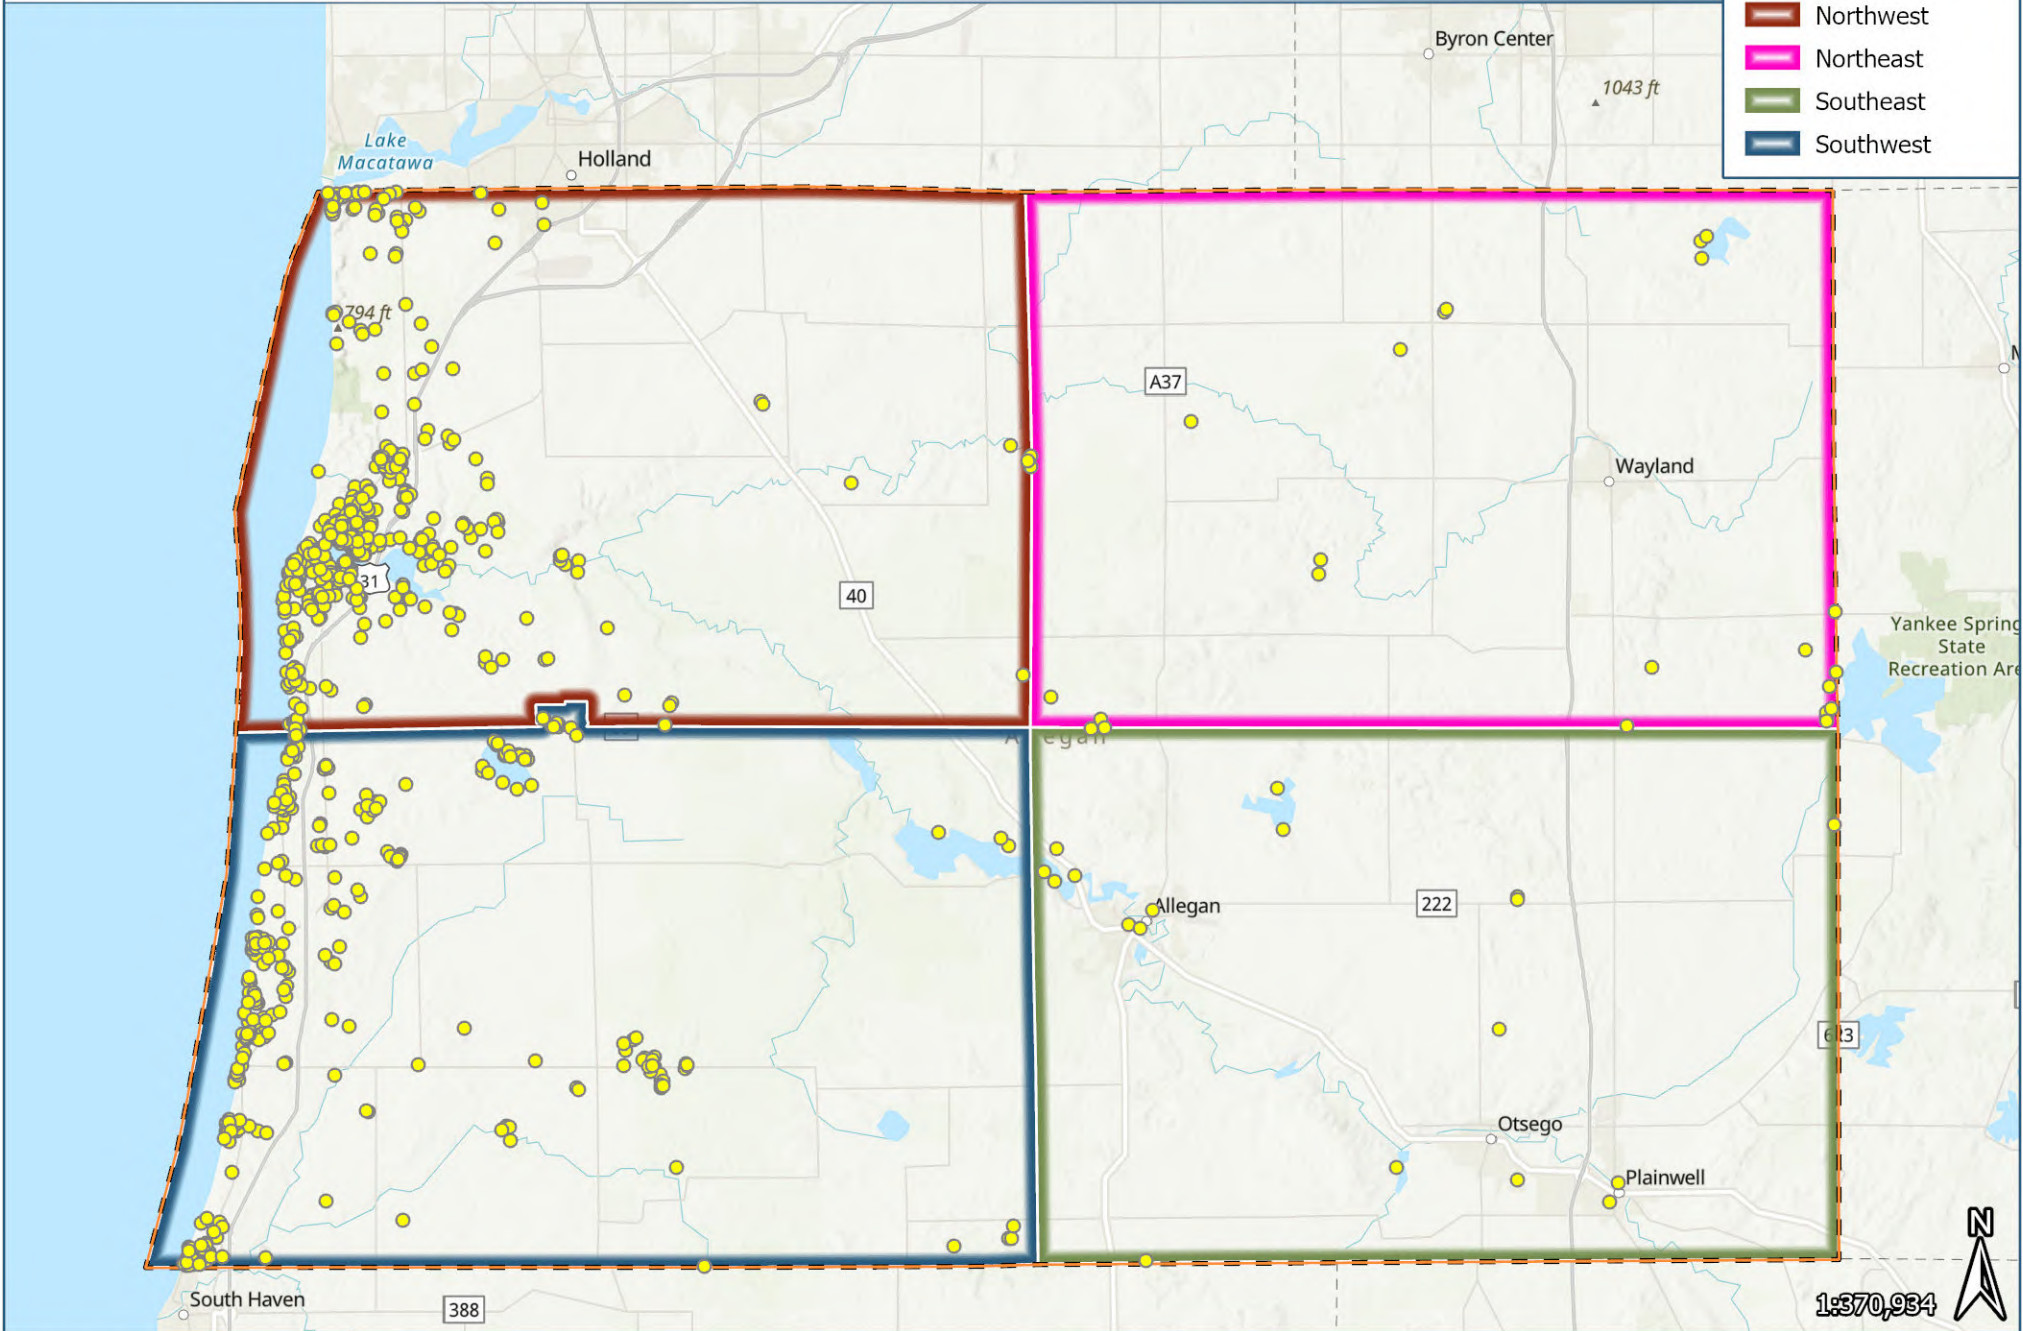 Northwest
Byron Center
Northeast
1043 ft
Southeast
Lake
Macatawa
Southwest
Holland
794 ft
A37
Wayland
31
40
Yankee Spring
State
Recreation Are
egan
222
Allegan
Otsego
Plainwell
N
1:370,934
South Haven
388